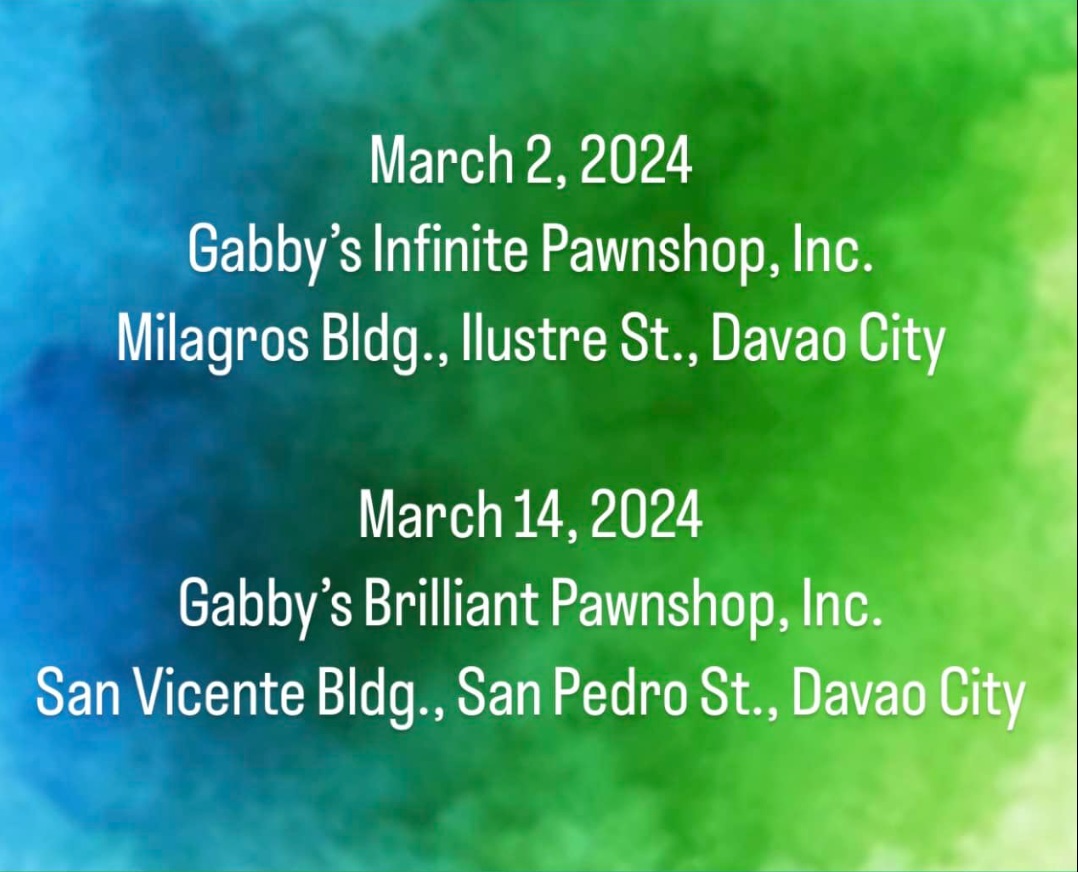 March 2, 2024
Gabby's Infinite Pawnshop, Inc.
Milagros Bldg., Ilustre St., Davao City
March 14, 2024
Gabby's Brilliant Pawnshop, Inc.
San Vicente Bldg., San Pedro St., Davao City